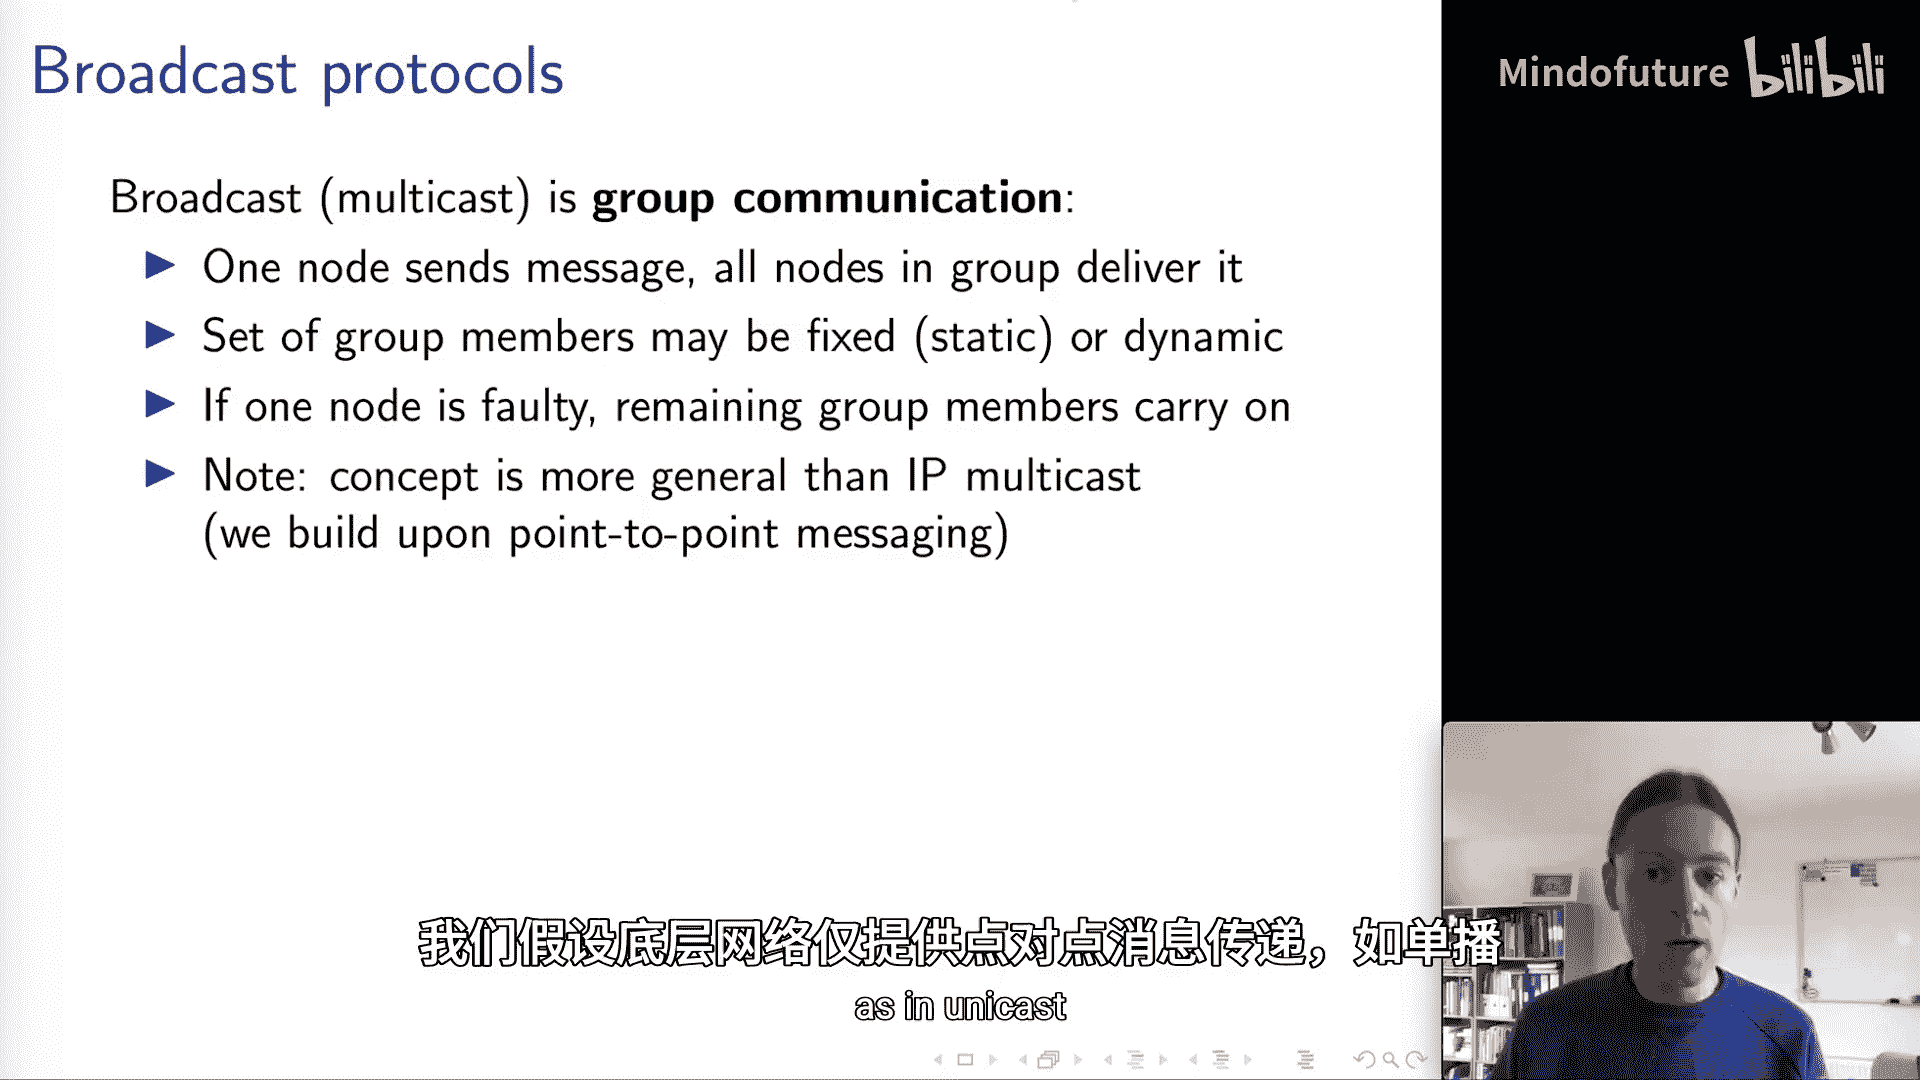 Broadcast protocols
Mindofuture bilibili
Broadcast (multicast) is group communication:
▶ One node sends message, all nodes in group deliver it
▶ Set of group members may be fixed (static) or dynamic
▶ If one node is faulty, remaining group members carry on
▶ Note: concept is more general than IP multicast
(we build upon point-to-point messaging)
我们假设底层网络仅提供点对点消息传递，如单播
as in unicast